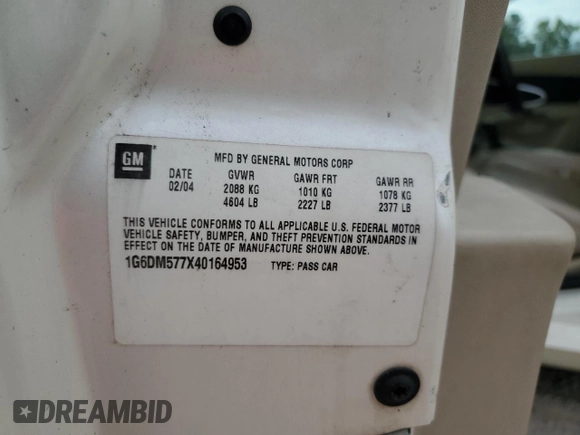 GM
MFD BY GENERAL MOTORS CORP
DATE GVWR GAWR FRT GAWR RR
02/04 2088 KG 1010 KG 1078 KG
4604 LB 2227 LB 2377 LB
THIS VEHICLE CONFORMS TO ALL APPLICABLE U.S. FEDERAL MOTOR
VEHICLE SAFETY, BUMPER, AND THEFT PREVENTION STANDARDS IN
EFFECT ON THE DATE OF MANUFACTURE SHOWN ABOVE.
1G6DM577X40164953 TYPE: PASS CAR
DREAMBID